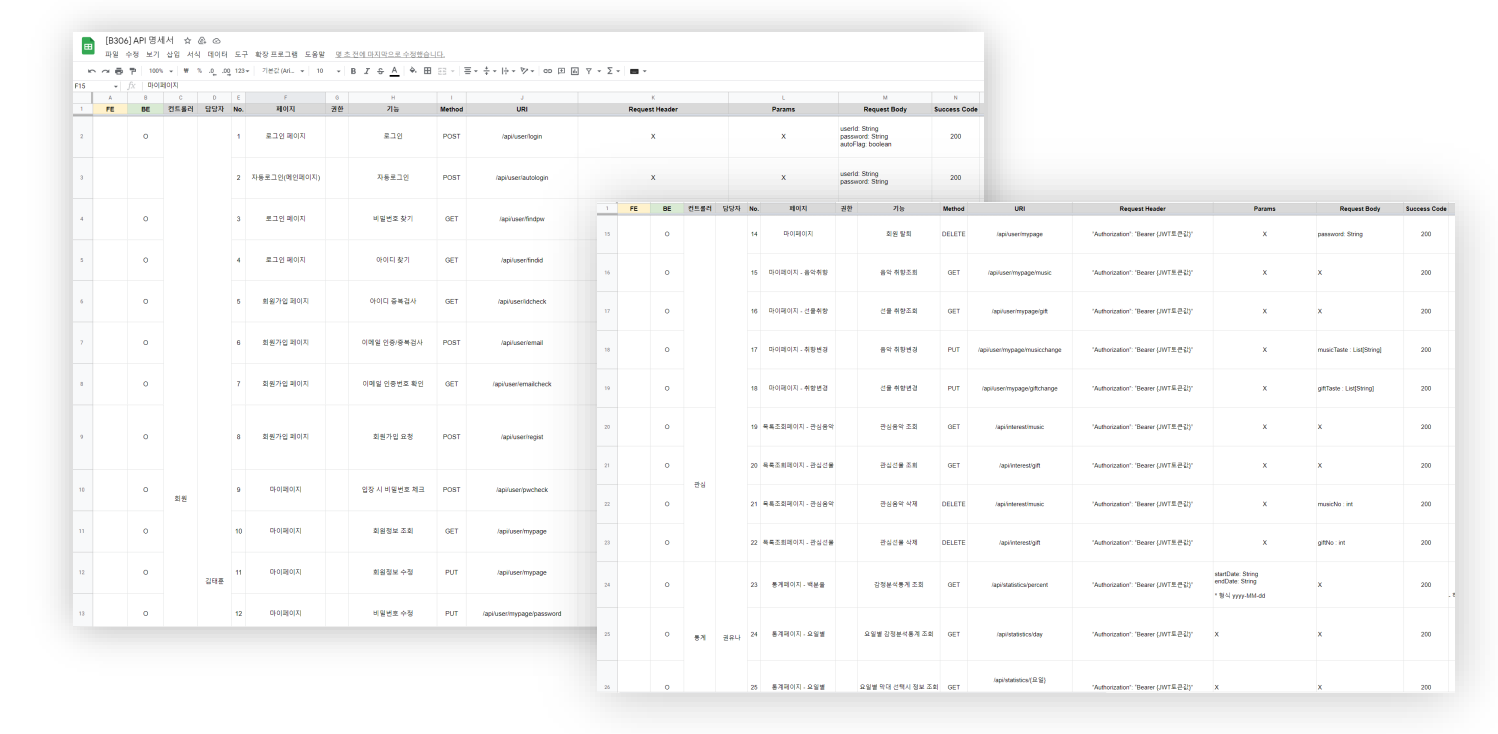 [B306] API 명세서
파일 수정 보기 삽입 서식 데이터 도구 확장 프로그램 도움말 몇 초 전에 마지막으로 수정했습니다.
100% ₩ % .0 .00 123 기본값 (Ari... 10 B I S A
F15 fx 마이페이지
A B C D E F G H I J K L M N
1 FE BE 컨트롤러 담당자 No. 페이지 권한 기능 Method URI Request Header Params Request Body Success Code
2 O 1 로그인 페이지 로그인 POST /api/user/login X X userId: String 200
password: String
autoFlag: boolean
3 2 자동로그인(메인페이지) 자동로그인 POST /api/user/autologin X X userId: String 200
password: String
4 O 3 로그인 페이지 비밀번호 찾기 GET /api/user/findpw
5 O 4 로그인 페이지 아이디 찾기 GET /api/user/findid
6 O 5 회원가입 페이지 아이디 중복검사 GET /api/user/idcheck
7 O 6 회원가입 페이지 이메일 인증/중복검사 POST /api/user/email
8 O 7 회원가입 페이지 이메일 인증번호 확인 GET /api/user/emailcheck
9 O 8 회원가입 페이지 회원가입 요청 POST /api/user/regist
10 O 9 마이페이지 입장 시 비밀번호 체크 POST /api/user/pwcheck
회원
11 O 10 마이페이지 회원정보 조회 GET /api/user/mypage
12 O 11 마이페이지 회원정보 수정 PUT /api/user/mypage
김태훈
13 O 12 마이페이지 비밀번호 수정 PUT /api/user/mypage/password
1 FE BE 컨트롤러 담당자 No. 페이지 권한 기능 Method URI Request Header Params Request Body Success Code
15 O 14 마이페이지 회원 탈퇴 DELETE /api/user/mypage "Authorization": "Bearer {JWT토큰값}" X password: String 200
16 O 15 마이페이지 - 음악취향 음악 취향조회 GET /api/user/mypage/music "Authorization": "Bearer {JWT토큰값}" X X 200
17 O 16 마이페이지 - 선물취향 선물 취향조회 GET /api/user/mypage/gift "Authorization": "Bearer {JWT토큰값}" X X 200
18 O 17 마이페이지 - 취향변경 음악 취향변경 PUT /api/user/mypage/musicchange "Authorization": "Bearer {JWT토큰값}" X musicTaste : List[String] 200
19 O 18 마이페이지 - 취향변경 선물 취향변경 PUT /api/user/mypage/giftchange "Authorization": "Bearer {JWT토큰값}" X giftTaste : List[String] 200
20 O 19 목록조회페이지 - 관심음악 관심음악 조회 GET /api/interest/music "Authorization": "Bearer {JWT토큰값}" X X 200
21 O 20 목록조회페이지 - 관심선물 관심선물 조회 GET /api/interest/gift "Authorization": "Bearer {JWT토큰값}" X X 200
관심
22 O 21 목록조회페이지 - 관심음악 관심음악 삭제 DELETE /api/interest/music "Authorization": "Bearer {JWT토큰값}" X musicNo : int 200
23 O 22 목록조회페이지 - 관심선물 관심선물 삭제 DELETE /api/interest/gift "Authorization": "Bearer {JWT토큰값}" X giftNo : int 200
startDate: String
endDate: String
24 O 23 통계페이지 - 백분율 감정분석통계 조회 GET /api/statistics/percent "Authorization": "Bearer {JWT토큰값}" X 200
* 형식 yyyy-MM-dd
25 O 통계 권유나 24 통계페이지 - 요일별 요일별 감정분석통계 조회 GET /api/statistics/day "Authorization": "Bearer {JWT토큰값}" X X 200
/api/statistics/{요일}
26 O 25 통계페이지 - 요일별 요일별 막대 선택시 정보 조회 GET "Authorization": "Bearer {JWT토큰값}" X X 200